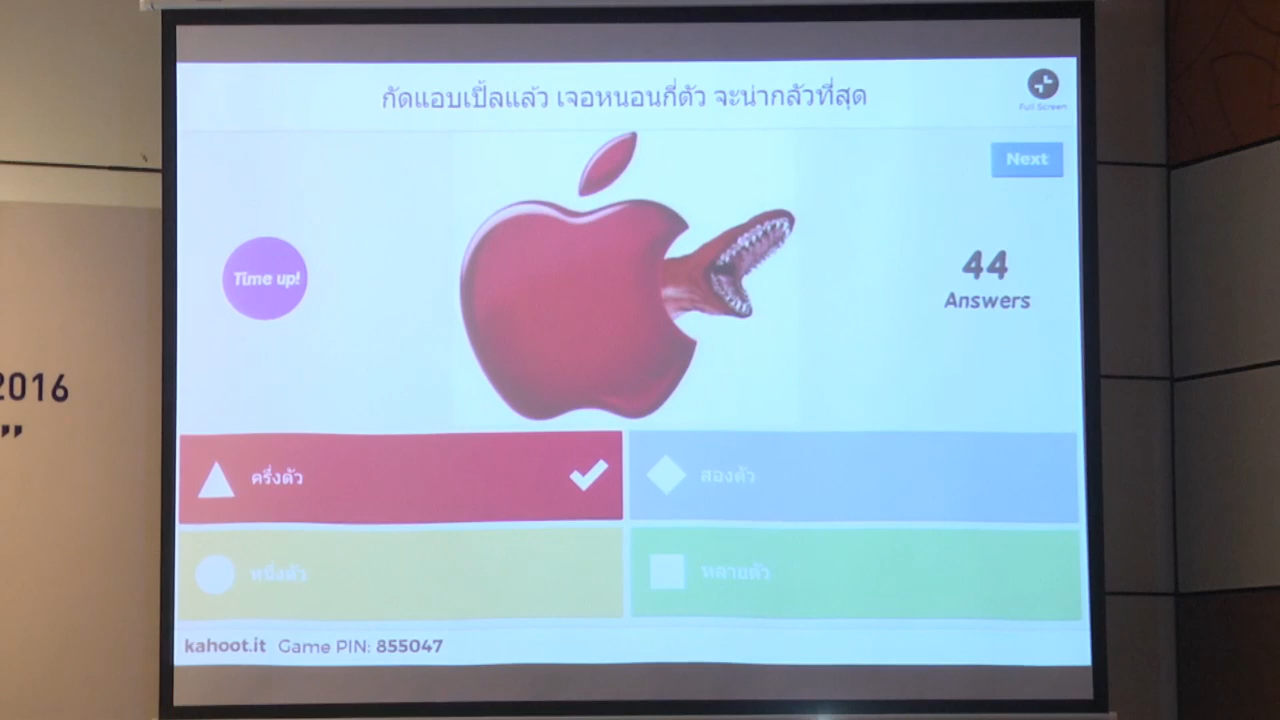 กัดแอบเปิ้ลแล้ว เจอหนอนกี่ตัว จะน่ากลัวที่สุด
Full Screen
Next
Time up!
44
Answers
2016
”
ครึ่งตัว
สองตัว
หนึ่งตัว
หลายตัว
kahoot.it Game PIN: 855047